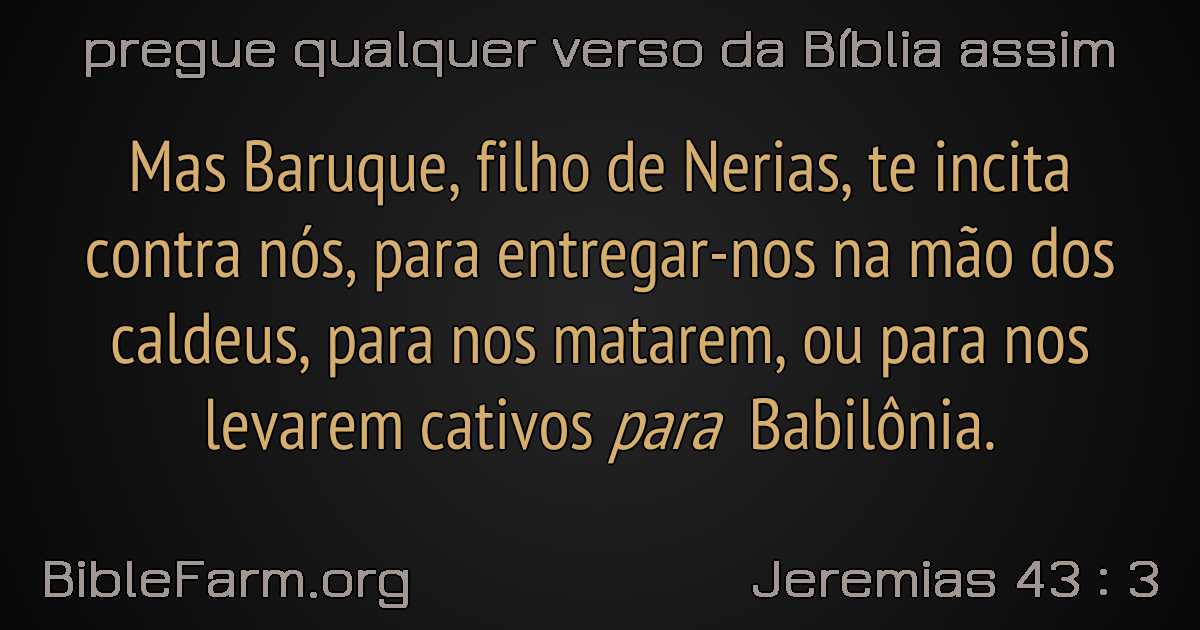 pregue qualquer verso da Bíblia assim
Mas Baruque, filho de Nerias, te incita
contra nós, para entregar-nos na mão dos
caldeus, para nos matarem, ou para nos
levarem cativos para Babilônia.
BibleFarm.org
Jeremias 43 : 3